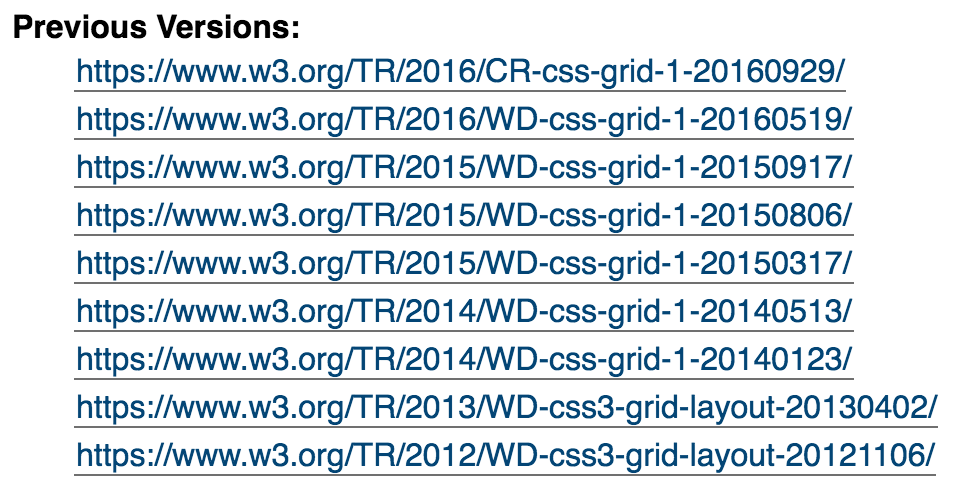 Previous Versions:
https://www.w3.org/TR/2016/CR-css-grid-1-20160929/
https://www.w3.org/TR/2016/WD-css-grid-1-20160519/
https://www.w3.org/TR/2015/WD-css-grid-1-20150917/
https://www.w3.org/TR/2015/WD-css-grid-1-20150806/
https://www.w3.org/TR/2015/WD-css-grid-1-20150317/
https://www.w3.org/TR/2014/WD-css-grid-1-20140513/
https://www.w3.org/TR/2014/WD-css-grid-1-20140123/
https://www.w3.org/TR/2013/WD-css3-grid-layout-20130402/
https://www.w3.org/TR/2012/WD-css3-grid-layout-20121106/